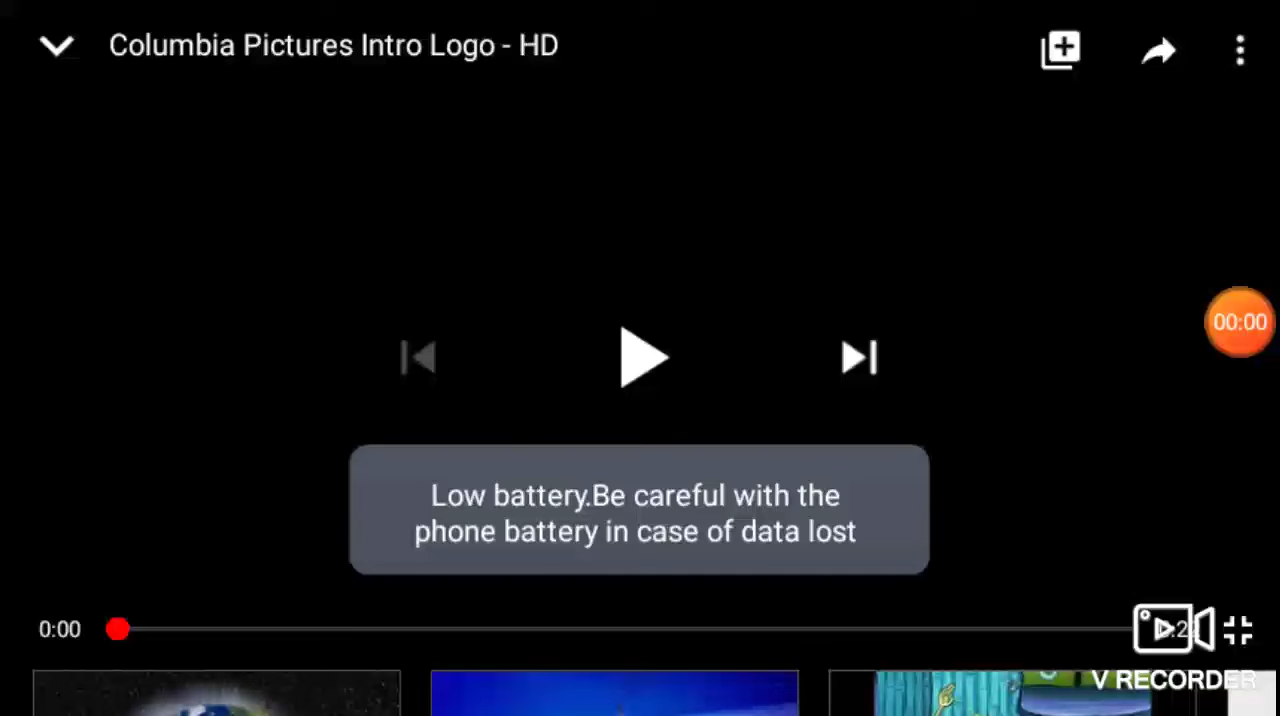 Columbia Pictures Intro Logo - HD
00:00
Low battery.Be careful with the
phone battery in case of data lost
0:00
V RECORDER